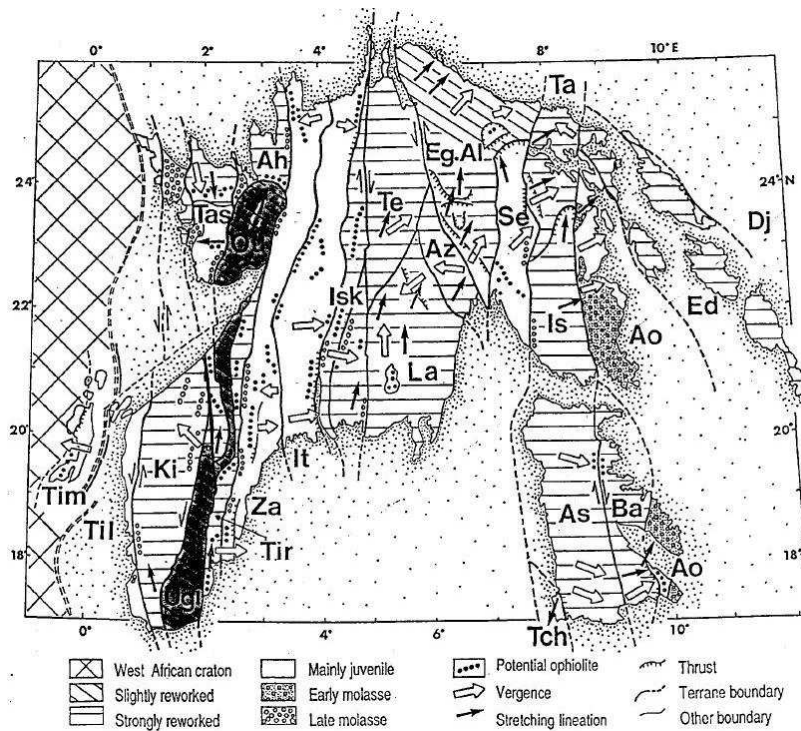 0° 2° 4° 8° 10° E
Ta
Ah
Eg.Al
24° 24° N
Tas
Te
Se
Ou
Dj
Az
22°
Isk
Is
Ed
Ao
La
20° 20°
It
Ki
Tim
Za
As
Ba
Til
Tir
18° 18°
Ao
Ugi
Tch
0° 4° 6° 10°
West African craton
Slightly reworked
Strongly reworked
Mainly juvenile
Early molasse
Late molasse
Potential ophiolite
Vergence
Stretching lineation
Thrust
Terrane boundary
Other boundary